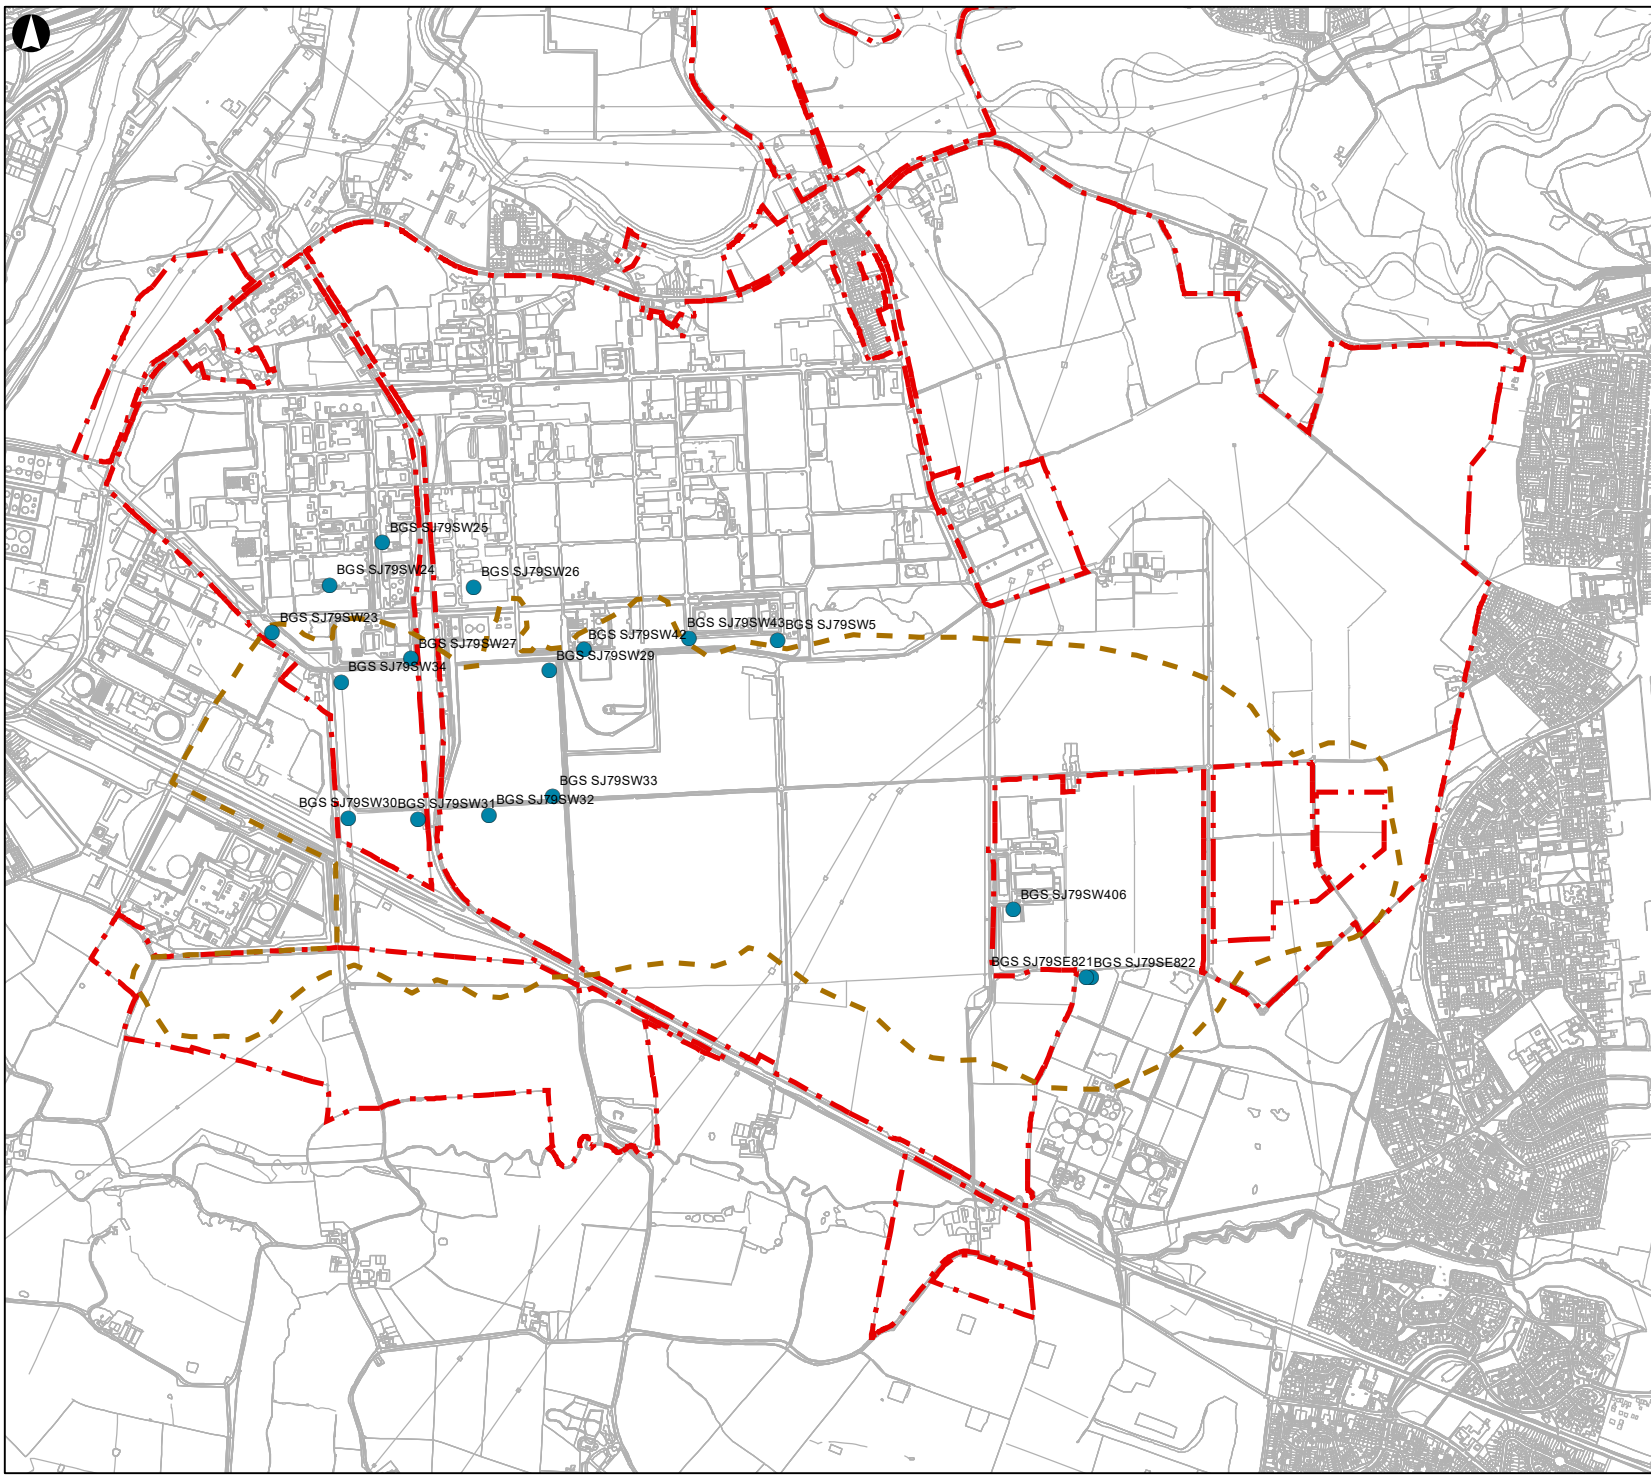 BGS SJ79SW25
BGS SJ79SW24
BGS SJ79SW26
BGS SJ79SW23
BGS SJ79SW43
BGS SJ79SW5
BGS SJ79SW42
BGS SJ79SW27
BGS SJ79SW29
BGS SJ79SW34
BGS SJ79SW33
BGS SJ79SW30
BGS SJ79SW31
BGS SJ79SW32
BGS SJ79SW406
BGS SJ79SE821
BGS SJ79SE822